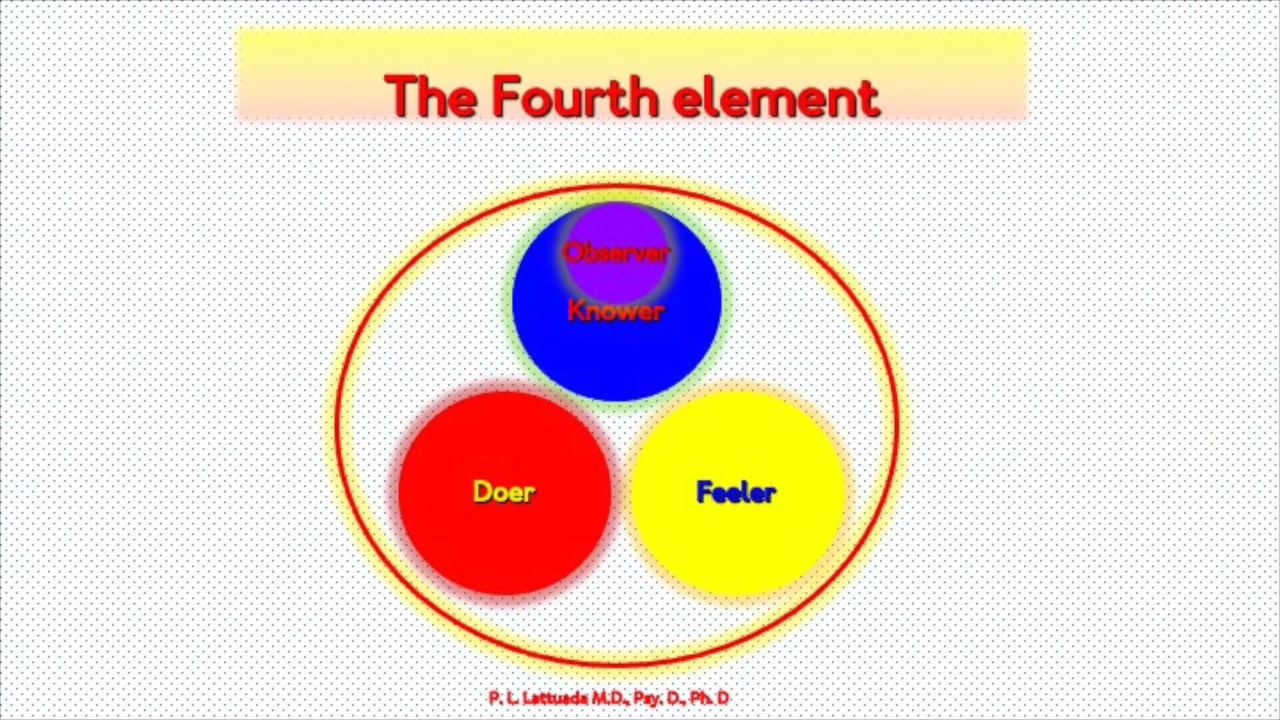 The Fourth element
Observer
Knower
Doer
Feeler
P. L. Lattuada M.D., Psy. D., Ph. D